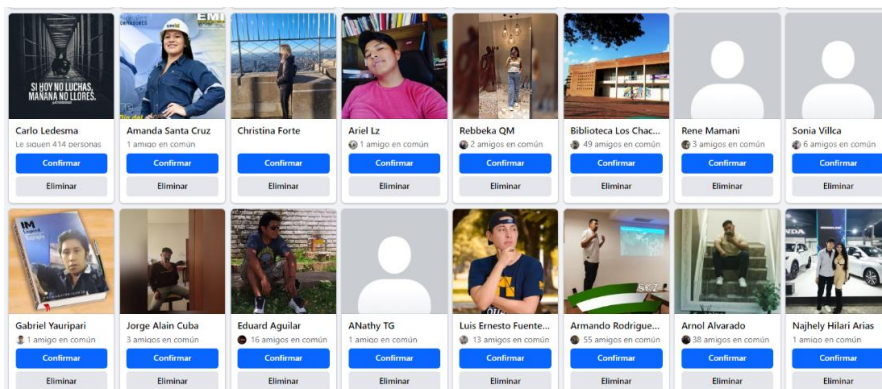 SI HOY NO LUCHAS,
MAÑANA NO LLORES.
EMI
Carlo Ledesma
Le siguen 414 personas
Confirmar
Eliminar
Amanda Santa Cruz
1 amigo en común
Confirmar
Eliminar
Christina Forte
Confirmar
Eliminar
Ariel Lz
1 amigo en común
Confirmar
Eliminar
Rebbeka QM
2 amigos en común
Confirmar
Eliminar
Biblioteca Los Chac...
49 amigos en común
Confirmar
Eliminar
Rene Mamani
3 amigos en común
Confirmar
Eliminar
Sonia Villca
6 amigos en común
Confirmar
Eliminar
IM
Gabriel Yauripari
1 amigo en común
Confirmar
Eliminar
Jorge Alain Cuba
3 amigos en común
Confirmar
Eliminar
Eduard Aguilar
16 amigos en común
Confirmar
Eliminar
ANathy TG
1 amigo en común
Confirmar
Eliminar
Luis Ernesto Fuente...
13 amigos en común
Confirmar
Eliminar
SCZ
Armando Rodrigue...
55 amigos en común
Confirmar
Eliminar
Arnol Alvarado
38 amigos en común
Confirmar
Eliminar
HONDA
Najhely Hilari Arias
1 amigo en común
Confirmar
Eliminar